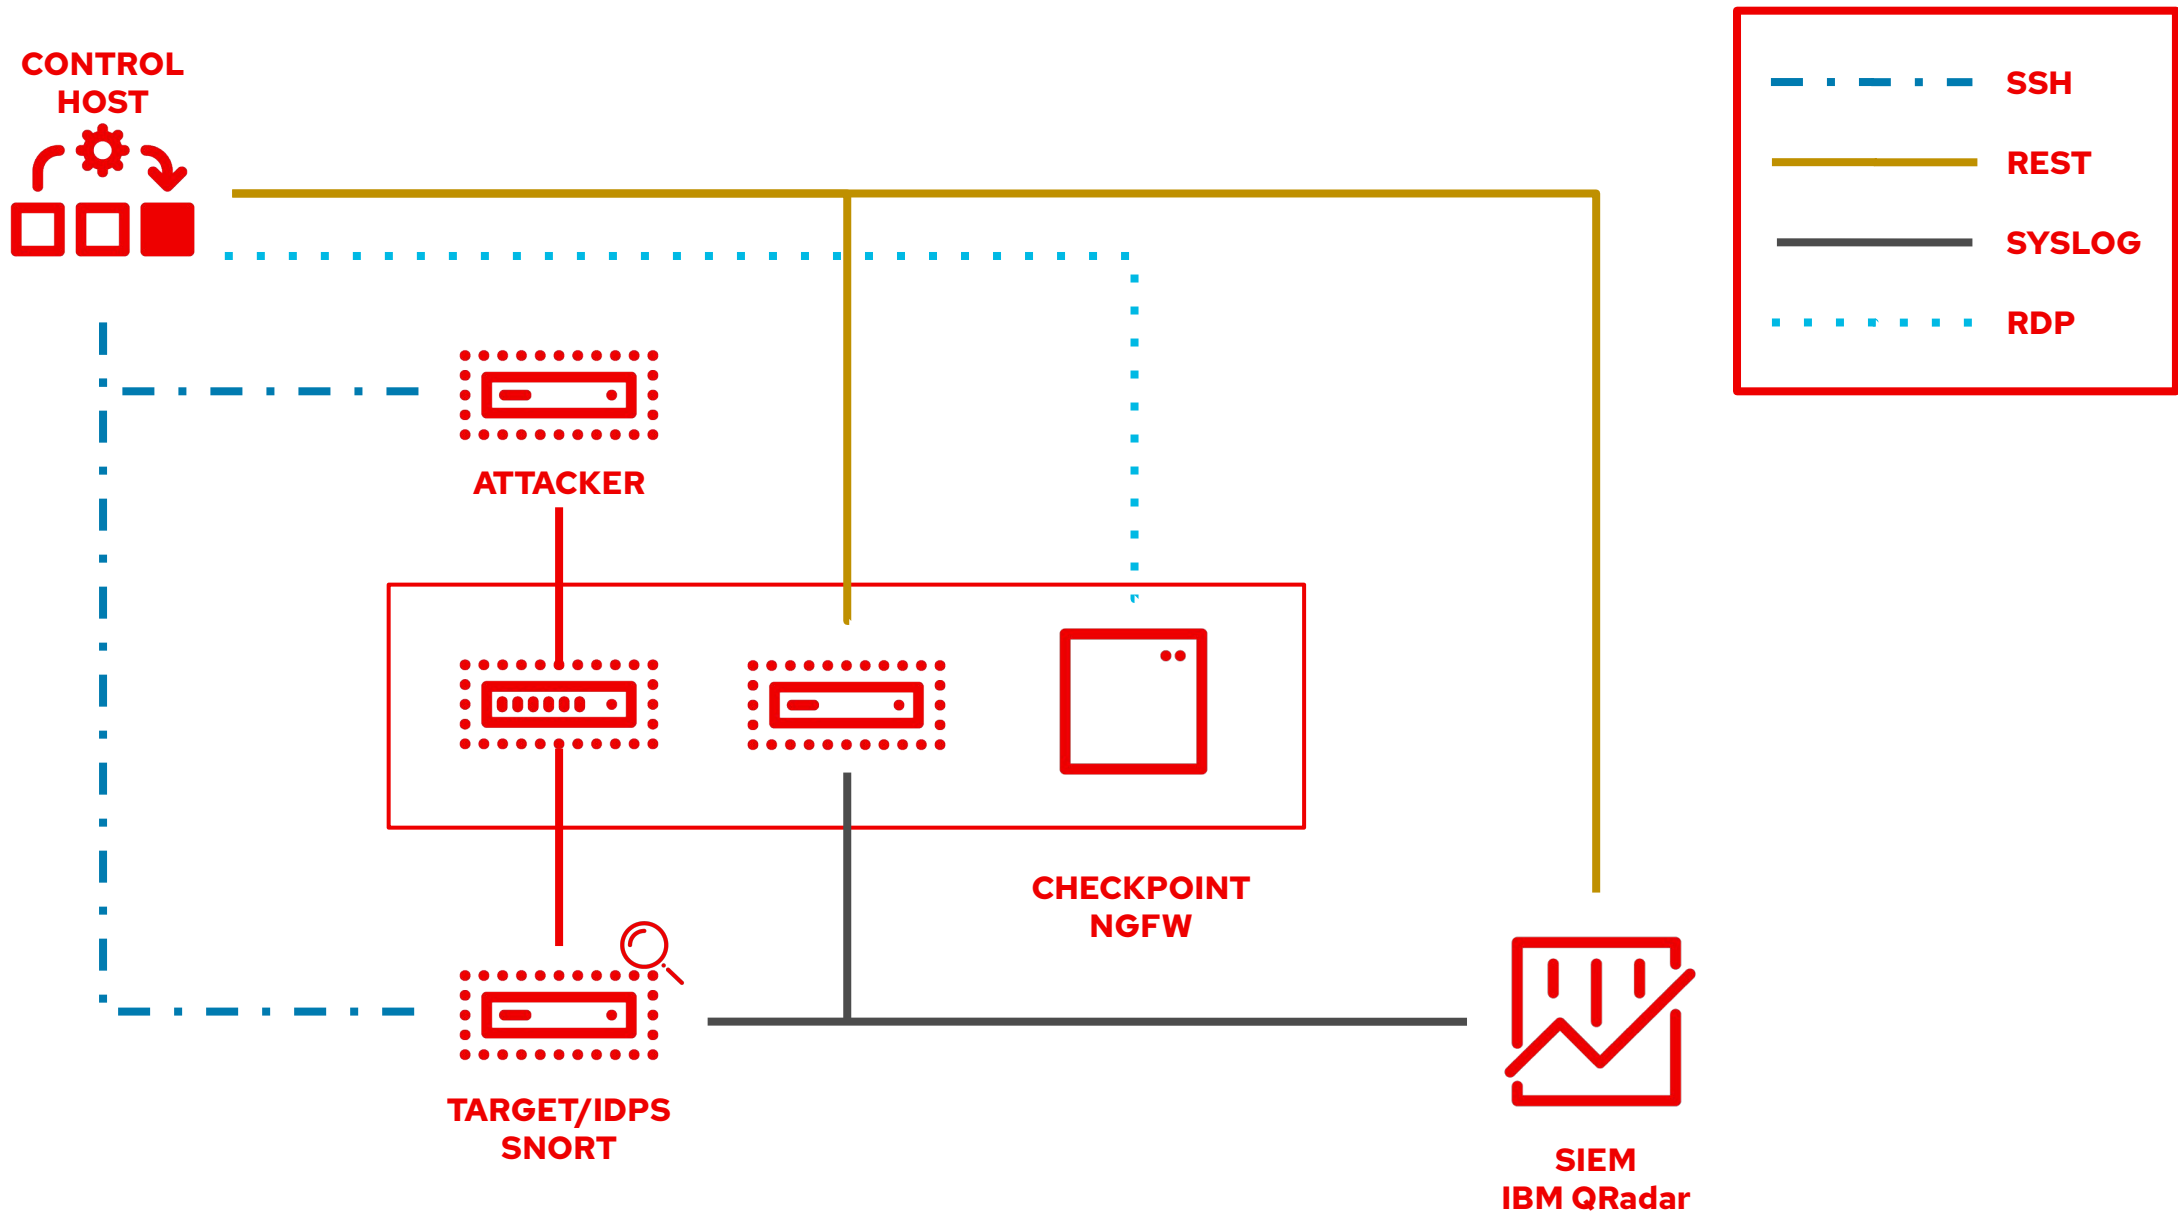 CONTROL
HOST
SSH
REST
SYSLOG
RDP
ATTACKER
CHECKPOINT
NGFW
TARGET/IDPS
SNORT
SIEM
IBM QRadar